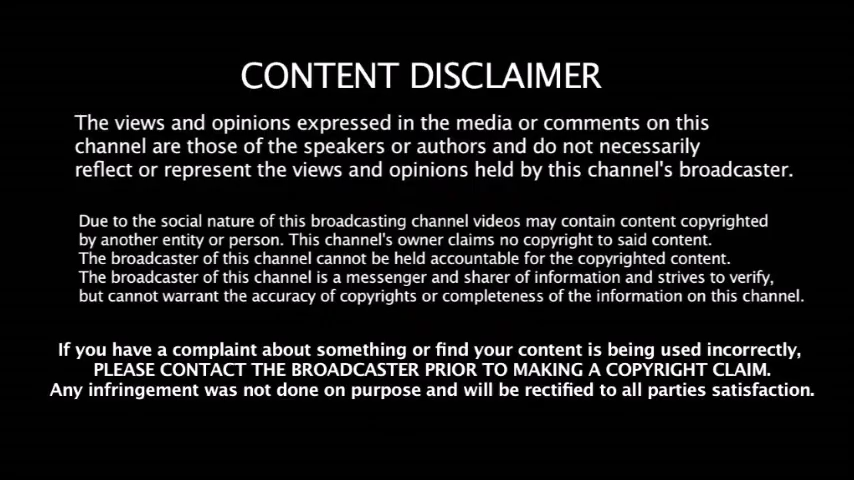 CONTENT DISCLAIMER
The views and opinions expressed in the media or comments on this
channel are those of the speakers or authors and do not necessarily
reflect or represent the views and opinions held by this channel's broadcaster.
Due to the social nature of this broadcasting channel videos may contain content copyrighted
by another entity or person. This channel's owner claims no copyright to said content.
The broadcaster of this channel cannot be held accountable for the copyrighted content.
The broadcaster of this channel is a messenger and sharer of information and strives to verify,
but cannot warrant the accuracy of copyrights or completeness of the information on this channel.
If you have a complaint about something or find your content is being used incorrectly,
PLEASE CONTACT THE BROADCASTER PRIOR TO MAKING A COPYRIGHT CLAIM.
Any infringement was not done on purpose and will be rectified to all parties satisfaction.